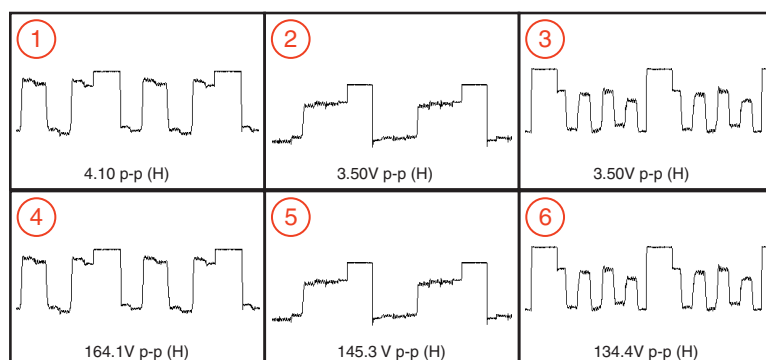 1
2
3
4.10 p-p (H)
3.50V p-p (H)
3.50V p-p (H)
4
5
6
164.1V p-p (H)
145.3 V p-p (H)
134.4V p-p (H)